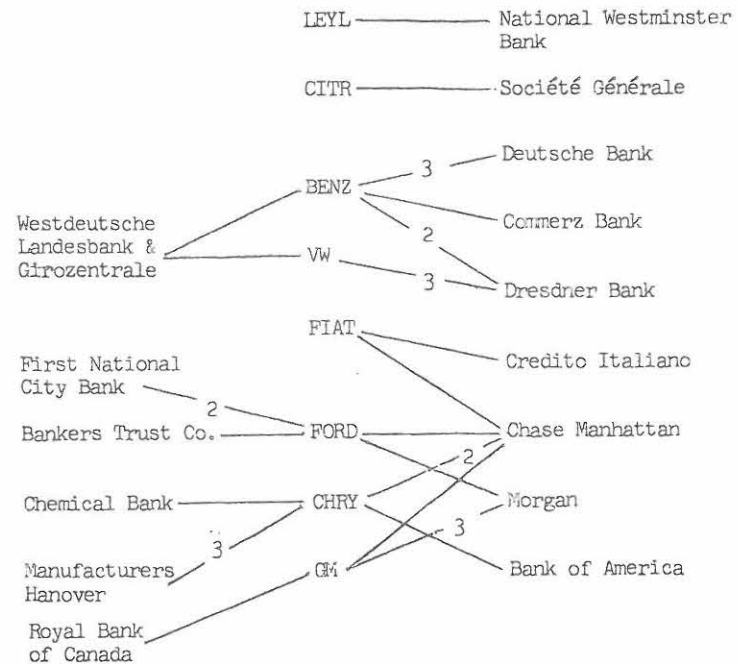 LEYL National Westminster
Bank
CITR Société Générale
3 Deutsche Bank
BENZ
Westdeutsche
Landesbank &
Girozentrale
2 Commerz Bank
VW
3 Dresdner Bank
FIAT
First National
City Bank
Credito Italiano
2
Bankers Trust Co. FORD Chase Manhattan
2
Chemical Bank CHRY Morgan
3
3
Manufacturers
Hanover
GM Bank of America
Royal Bank
of Canada